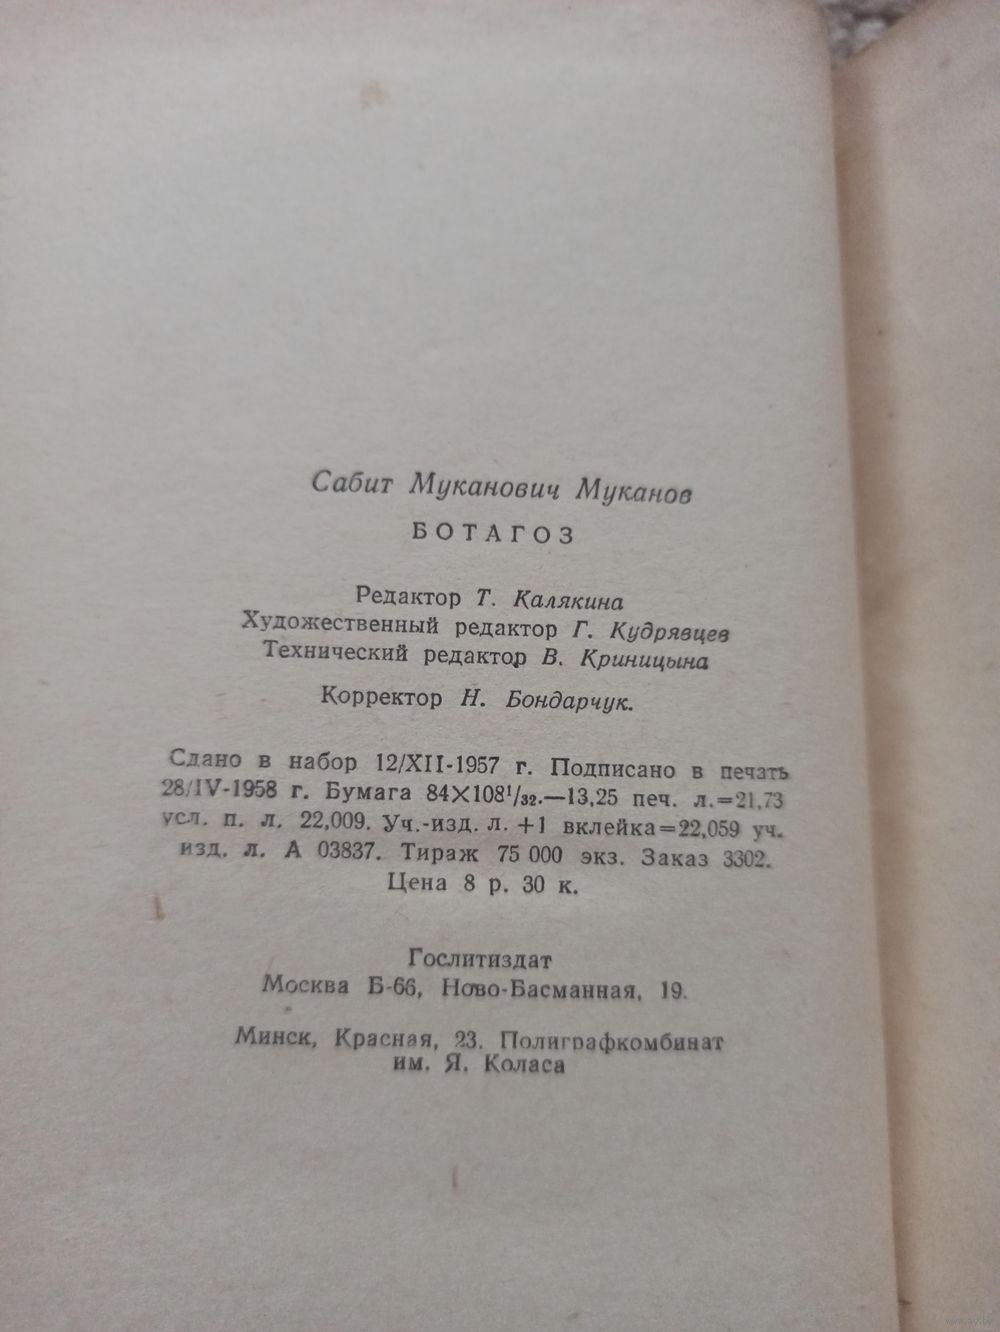 Сабит Муканович Муканов
БОТАГОЗ
Редактор Т. Калякина
Художественный редактор Г. Кудрявцев
Технический редактор В. Криницына
Корректор Н. Бондарчук.
Сдано в набор 12/XII-1957 г. Подписано в печать
28/IV-1958 г. Бумага 84×108¹/₃₂.—13,25 печ. л.=21,73
усл. п. л. 22,009. Уч.-изд. л. +1 вклейка=22,059 уч.
изд. л. А 03837. Тираж 75 000 экз. Заказ 3302.
Цена 8 р. 30 к.
Гослитиздат
Москва Б-66, Ново-Басманная, 19.
Минск, Красная, 23. Полиграфкомбинат
им. Я. Коласа